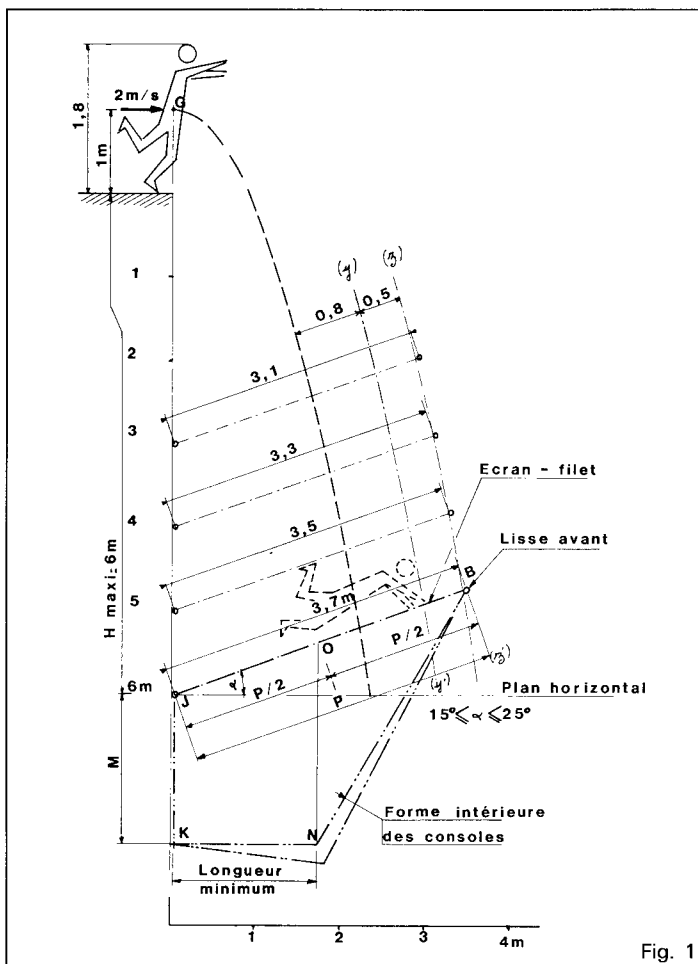 1,8
2m/s
G
1m
1
2
3
4
5
6m
H maxi=6m
(y)
(z)
0,8
0,5
3,1
3,3
3,5
3,7m
Ecran - filet
Lisse avant
B
O
P/2
P/2
P
J
α
(y')
(z')
Plan horizontal
15°⩽α⩽25°
M
K
N
Forme intérieure
des consoles
Longueur
minimum
1
2
3
4m
Fig. 1